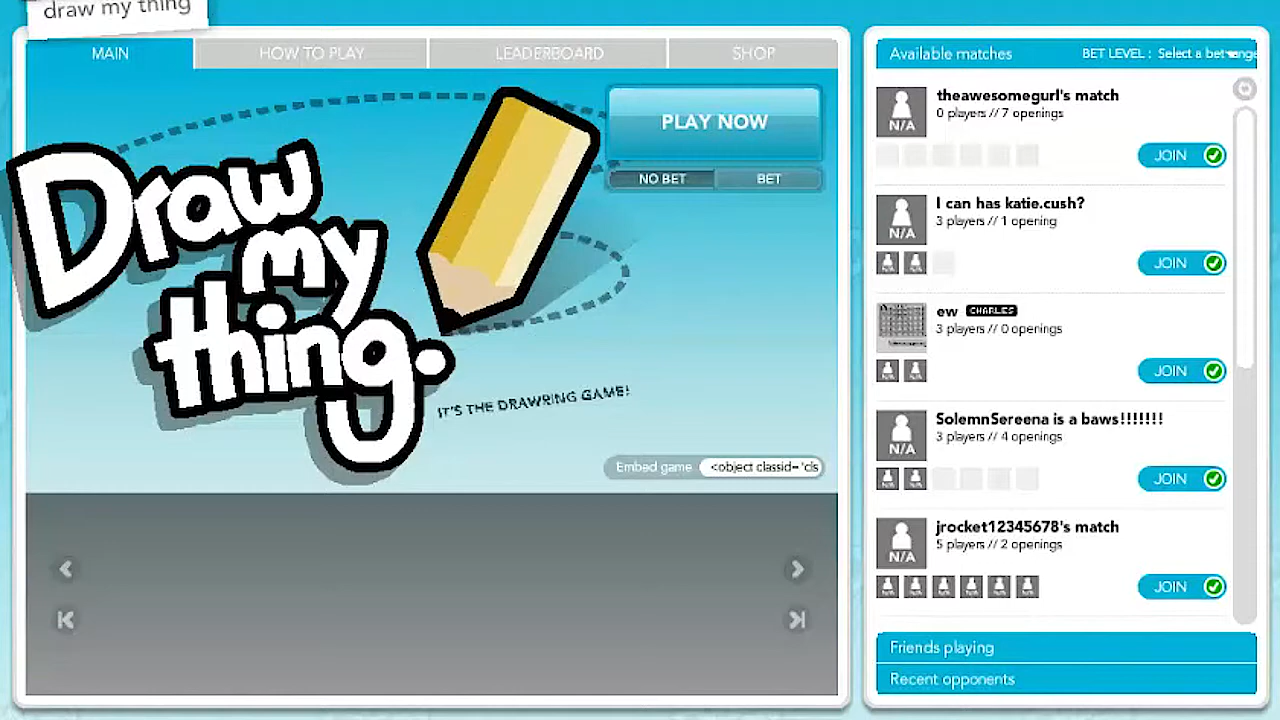 draw my thing
MAIN
HOW TO PLAY
LEADERBOARD
SHOP
Draw
my
thing.
IT'S THE DRAWRING GAME!
PLAY NOW
NO BET
BET
Embed game
<object classid='cls
Available matches
BET LEVEL : Select a bet range
theawesomegurl's match
0 players // 7 openings
N/A
JOIN
I can has katie.cush?
3 players // 1 opening
N/A
JOIN
ew CHARLES
3 players // 0 openings
JOIN
SolemnSereena is a baws!!!!!!!
3 players // 4 openings
N/A
JOIN
jrocket12345678's match
5 players // 2 openings
N/A
JOIN
Friends playing
Recent opponents